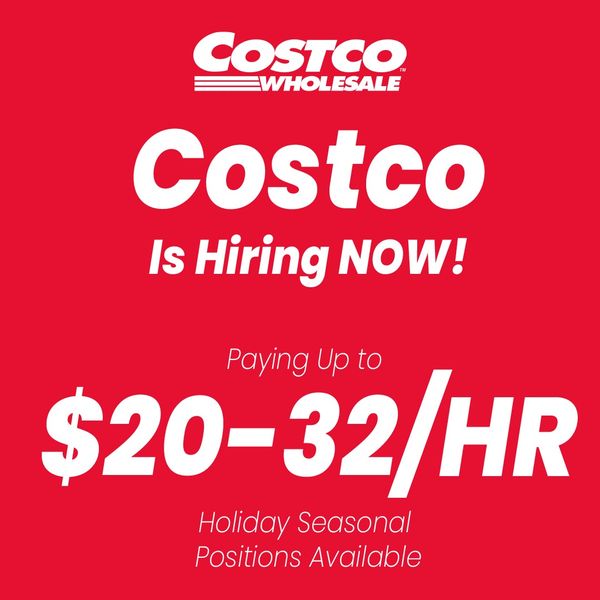 COSTCO
WHOLESALE
Costco
Is Hiring NOW!
Paying Up to
$20-32/HR
Holiday Seasonal
Positions Available